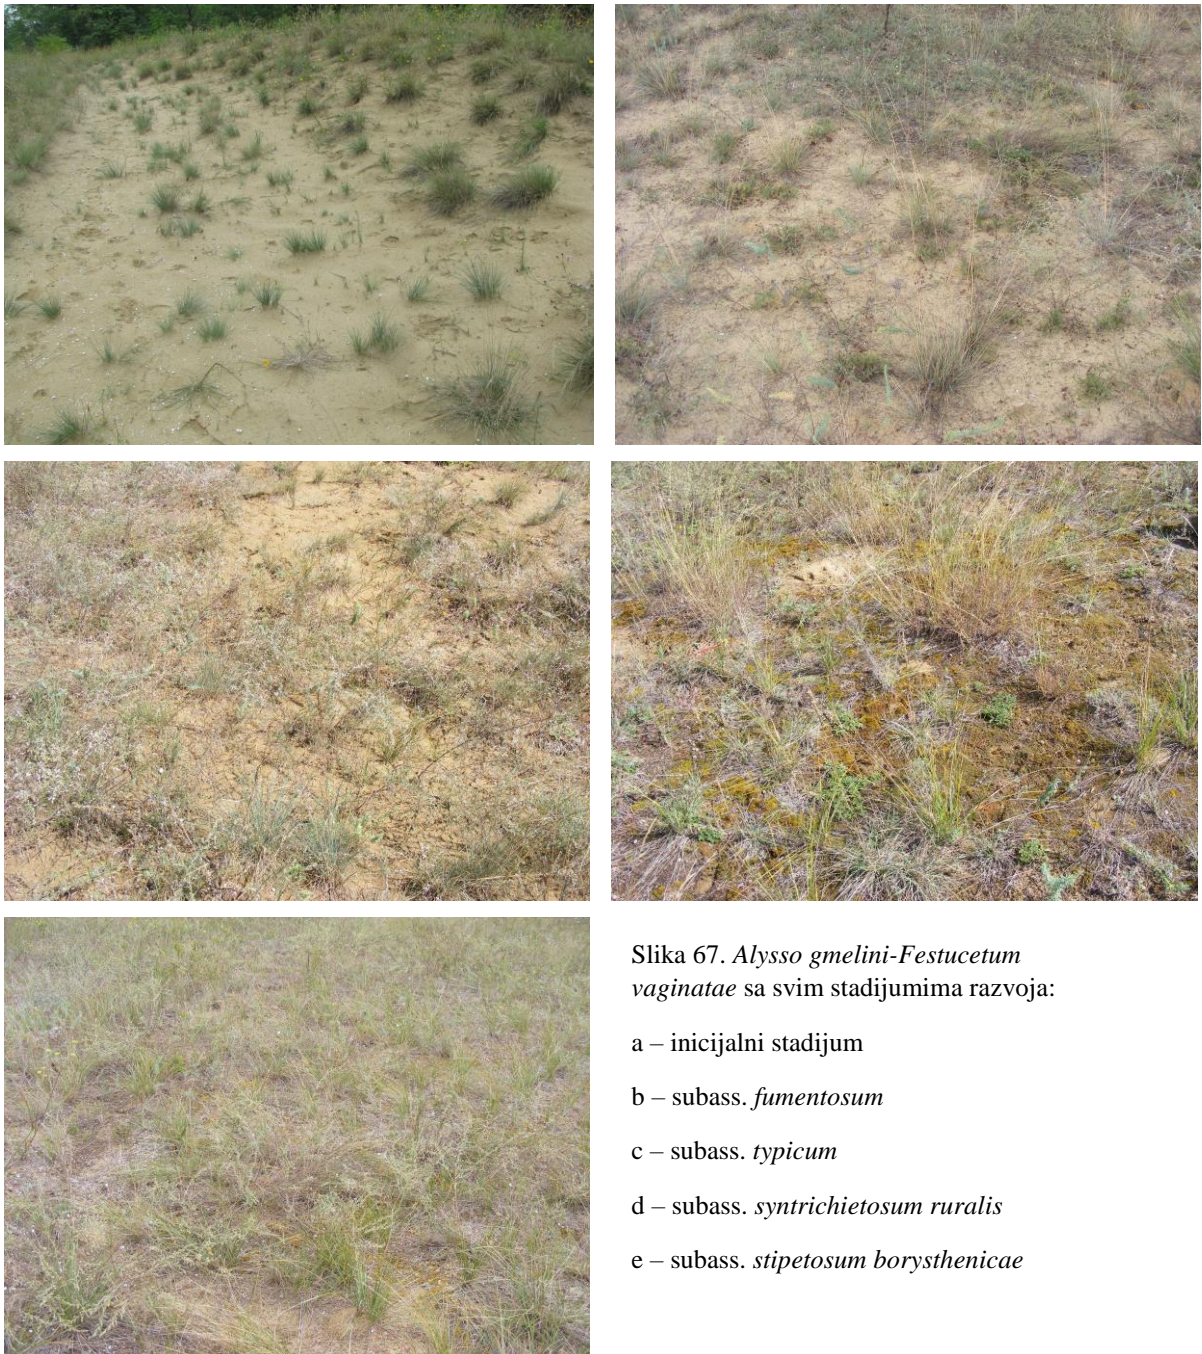 Slika 67. Alysso gmelini-Festucetum
vaginatae sa svim stadijumima razvoja:
a – inicijalni stadijum
b – subass. fumentosum
c – subass. typicum
d – subass. syntrichietosum ruralis
e – subass. stipetosum borysthenicae